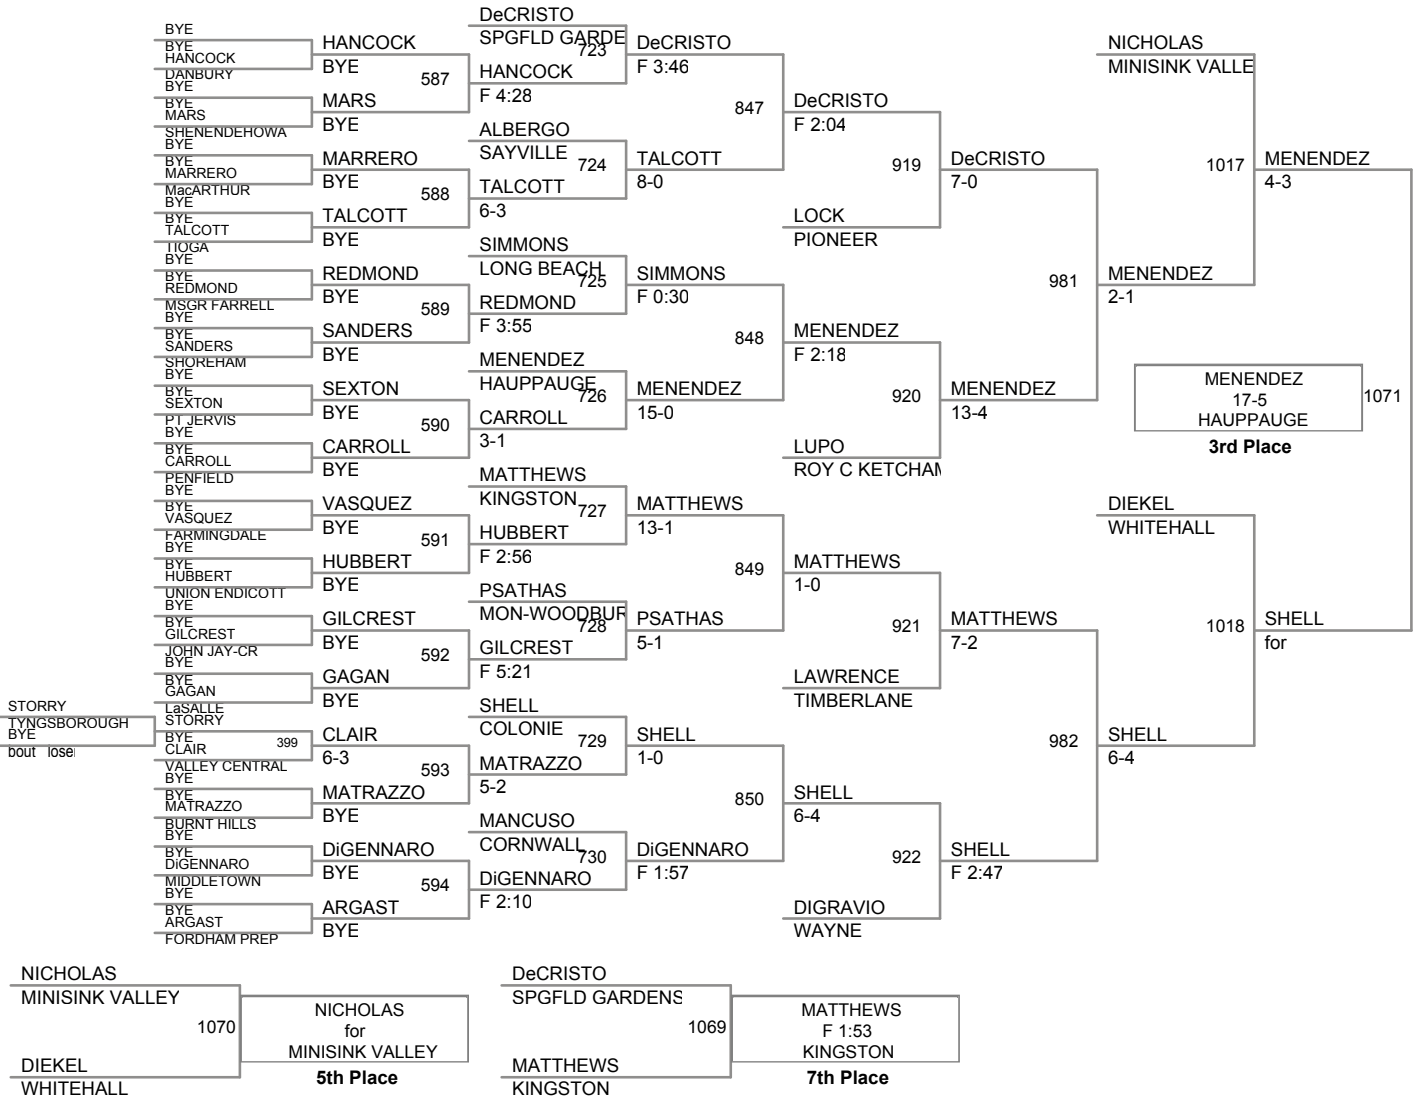 BYE
BYE
HANCOCK
DANBURY
BYE
BYE
MARS
SHENENDEHOWA
BYE
BYE
MARRERO
MacARTHUR
BYE
BYE
TALCOTT
TIOGA
BYE
BYE
REDMOND
MSGR FARRELL
BYE
BYE
SANDERS
SHOREHAM
BYE
BYE
SEXTON
PT JERVIS
BYE
BYE
CARROLL
PENFIELD
BYE
BYE
VASQUEZ
FARMINGDALE
BYE
BYE
HUBBERT
UNION ENDICOTT
BYE
BYE
GILCREST
JOHN JAY-CR
BYE
BYE
GAGAN
LaSALLE
STORRY
TYNGSBOROUGH
BYE
bout loser
STORRY
BYE
CLAIR
399
VALLEY CENTRAL
BYE
BYE
MATRAZZO
BURNT HILLS
BYE
BYE
DiGENNARO
MIDDLETOWN
BYE
BYE
ARGAST
FORDHAM PREP
HANCOCK
BYE
587
MARS
BYE
MARRERO
BYE
588
TALCOTT
BYE
REDMOND
BYE
589
SANDERS
BYE
SEXTON
BYE
590
CARROLL
BYE
VASQUEZ
BYE
591
HUBBERT
BYE
GILCREST
BYE
592
GAGAN
BYE
CLAIR
6-3
593
MATRAZZO
BYE
DiGENNARO
BYE
594
ARGAST
BYE
DeCRISTO
SPGFLD GARDE
723
HANCOCK
F 4:28
ALBERGO
SAYVILLE
724
TALCOTT
6-3
SIMMONS
LONG BEACH
725
REDMOND
F 3:55
MENENDEZ
HAUPPAUGE
726
CARROLL
3-1
MATTHEWS
KINGSTON
727
HUBBERT
F 2:56
PSATHAS
MON-WOODBUR
728
GILCREST
F 5:21
SHELL
COLONIE
729
MATRAZZO
5-2
MANCUSO
CORNWALL
730
DiGENNARO
F 2:10
DeCRISTO
F 3:46
847
TALCOTT
8-0
SIMMONS
F 0:30
848
MENENDEZ
15-0
MATTHEWS
13-1
849
PSATHAS
5-1
SHELL
1-0
850
DiGENNARO
F 1:57
DeCRISTO
F 2:04
919
LOCK
PIONEER
MENENDEZ
F 2:18
920
LUPO
ROY C KETCHAM
MATTHEWS
1-0
921
LAWRENCE
TIMBERLANE
SHELL
6-4
922
DIGRAVIO
WAYNE
DeCRISTO
7-0
981
MENENDEZ
13-4
MATTHEWS
7-2
982
SHELL
F 2:47
NICHOLAS
MINISINK VALLE
1017
MENENDEZ
2-1
DIEKEL
WHITEHALL
1018
SHELL
6-4
MENENDEZ
4-3
1071
SHELL
for
MENENDEZ
17-5
HAUPPAUGE
3rd Place
NICHOLAS
MINISINK VALLEY
1070
DIEKEL
WHITEHALL
NICHOLAS
for
MINISINK VALLEY
5th Place
DeCRISTO
SPGFLD GARDENS
1069
MATTHEWS
KINGSTON
MATTHEWS
F 1:53
KINGSTON
7th Place